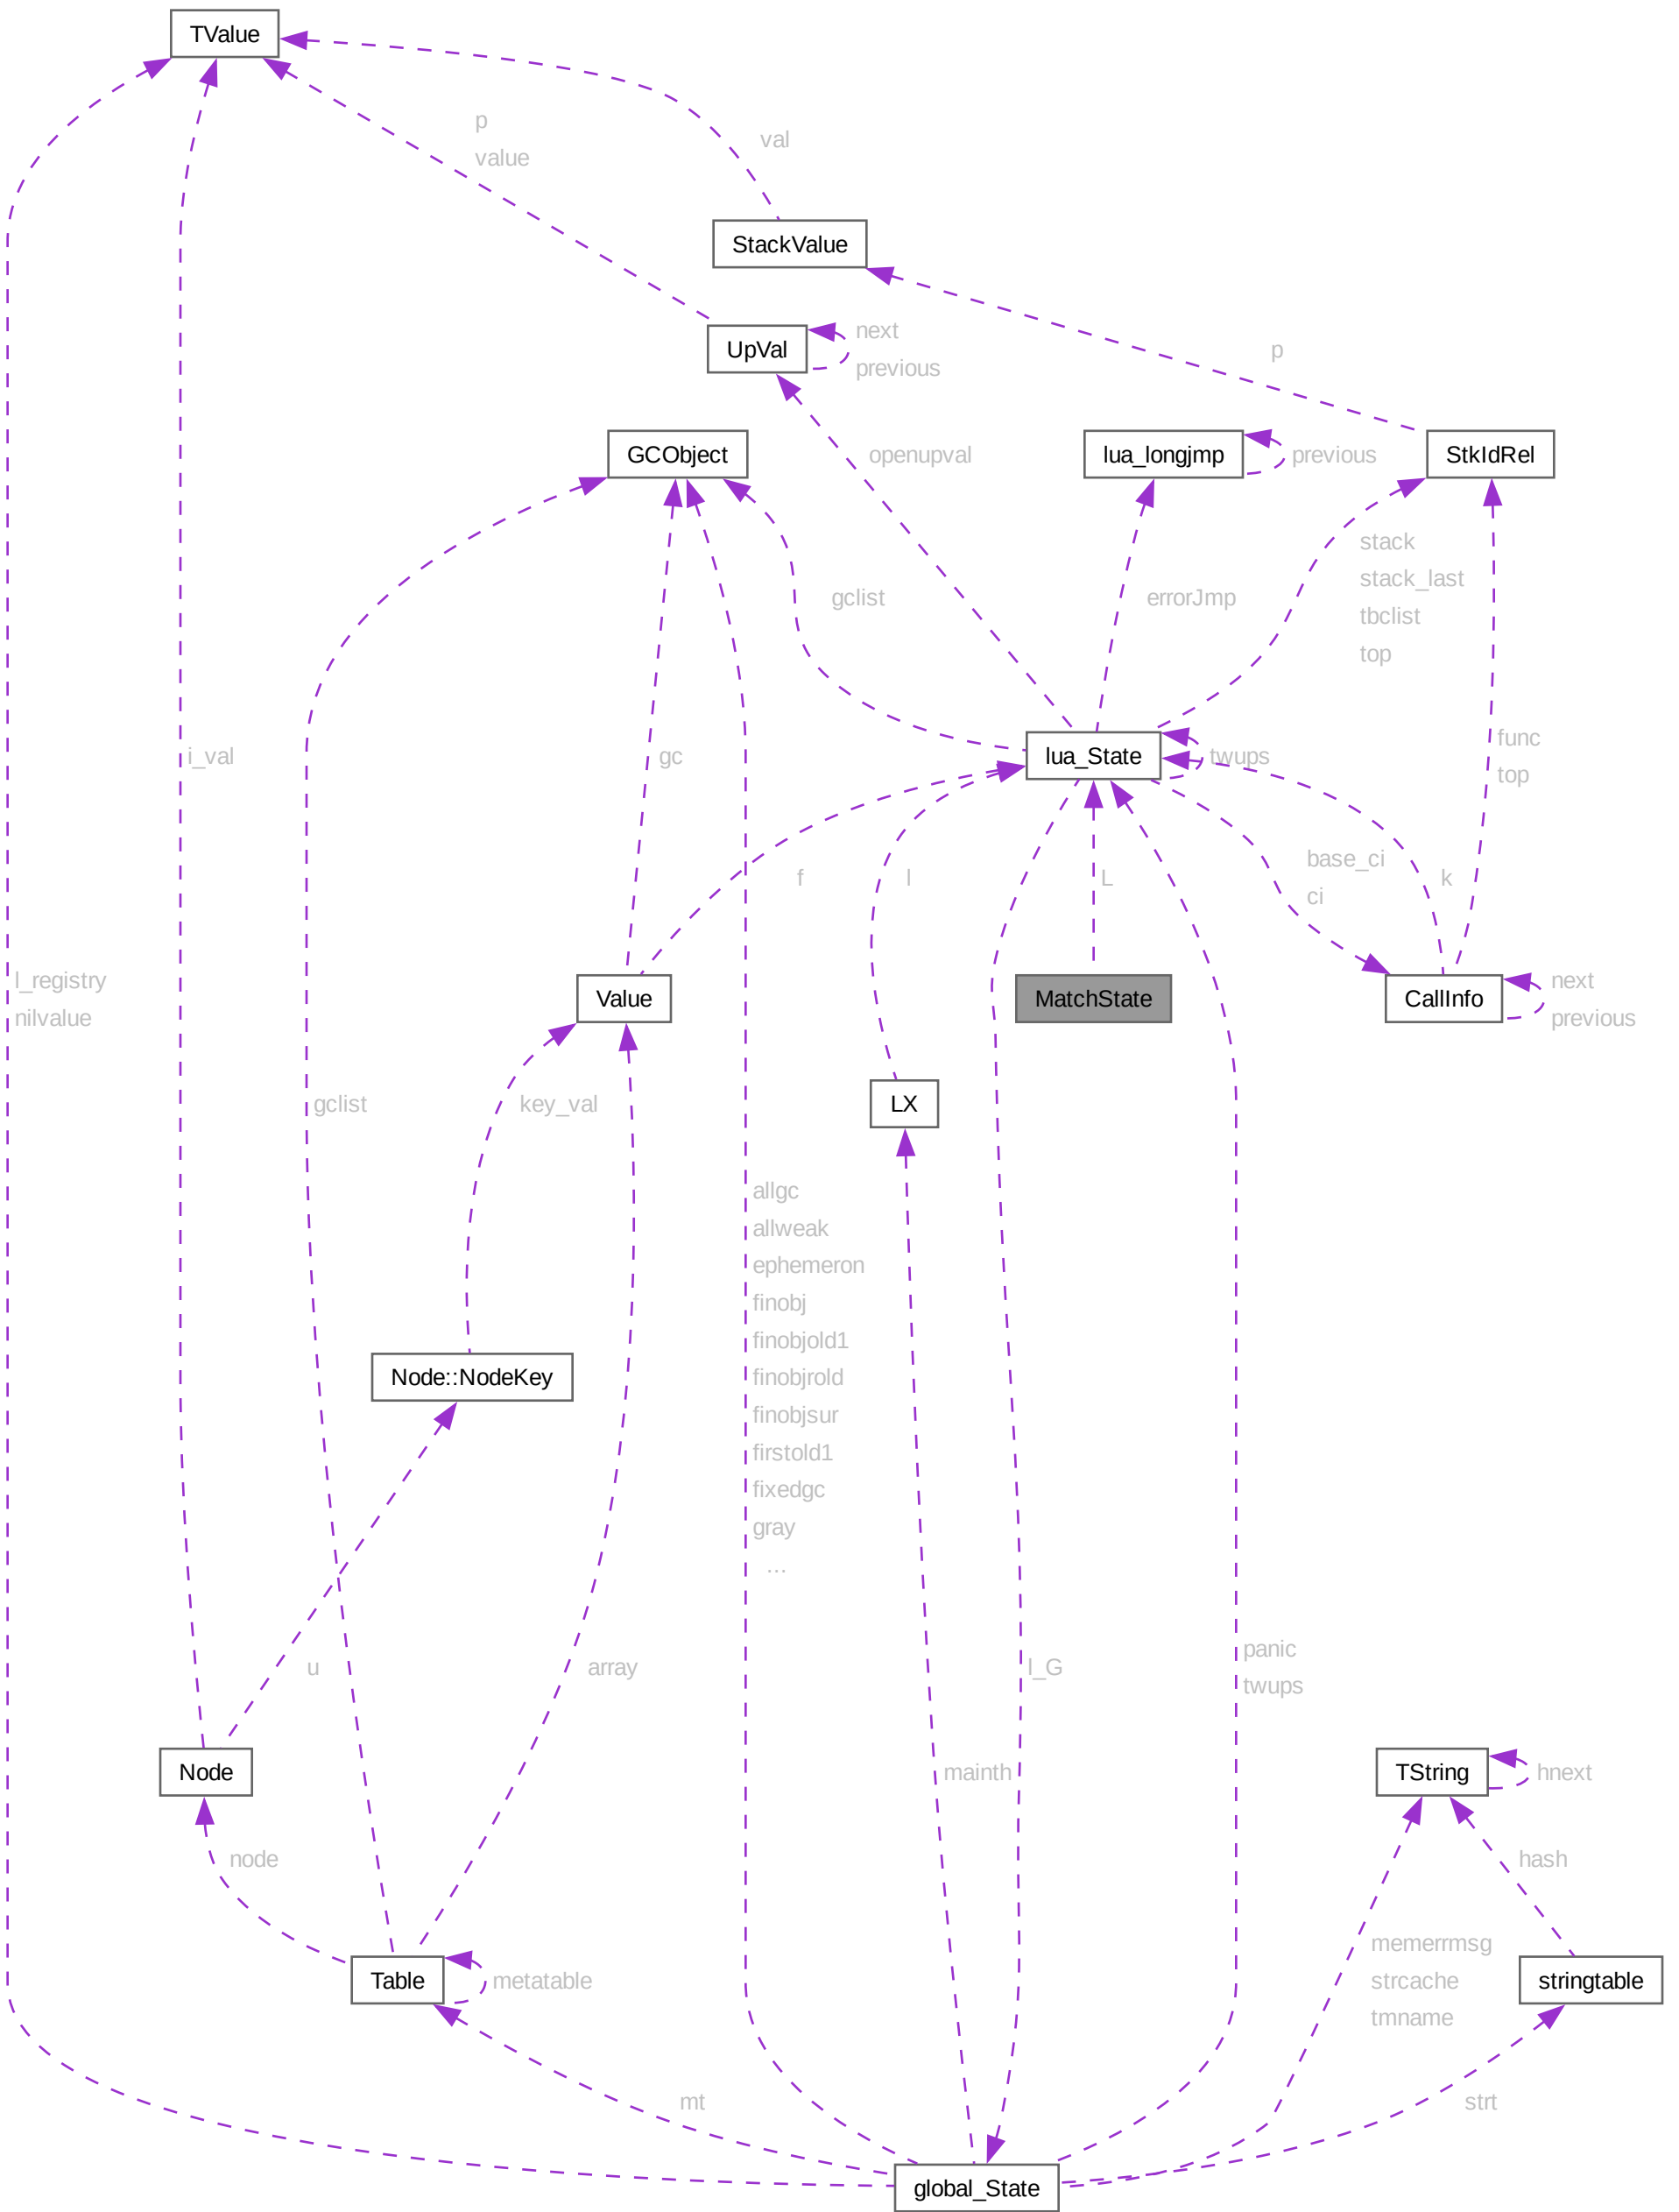 TValue
p
value
val
StackValue
UpVal
next
previous
p
GCObject
openupval
lua_longjmp
previous
StkIdRel
gclist
errorJmp
stack
stack_last
tbclist
top
i_val
gc
lua_State
twups
func
top
f
l
L
base_ci
ci
k
l_registry
nilvalue
Value
MatchState
CallInfo
next
previous
gclist
key_val
LX
allgc
allweak
ephemeron
finobj
finobjold1
finobjrold
finobjsur
firstold1
fixedgc
gray
...
Node::NodeKey
u
array
l_G
panic
twups
Node
mainth
TString
hnext
node
hash
Table
metatable
memerrmsg
strcache
tmname
stringtable
mt
strt
global_State